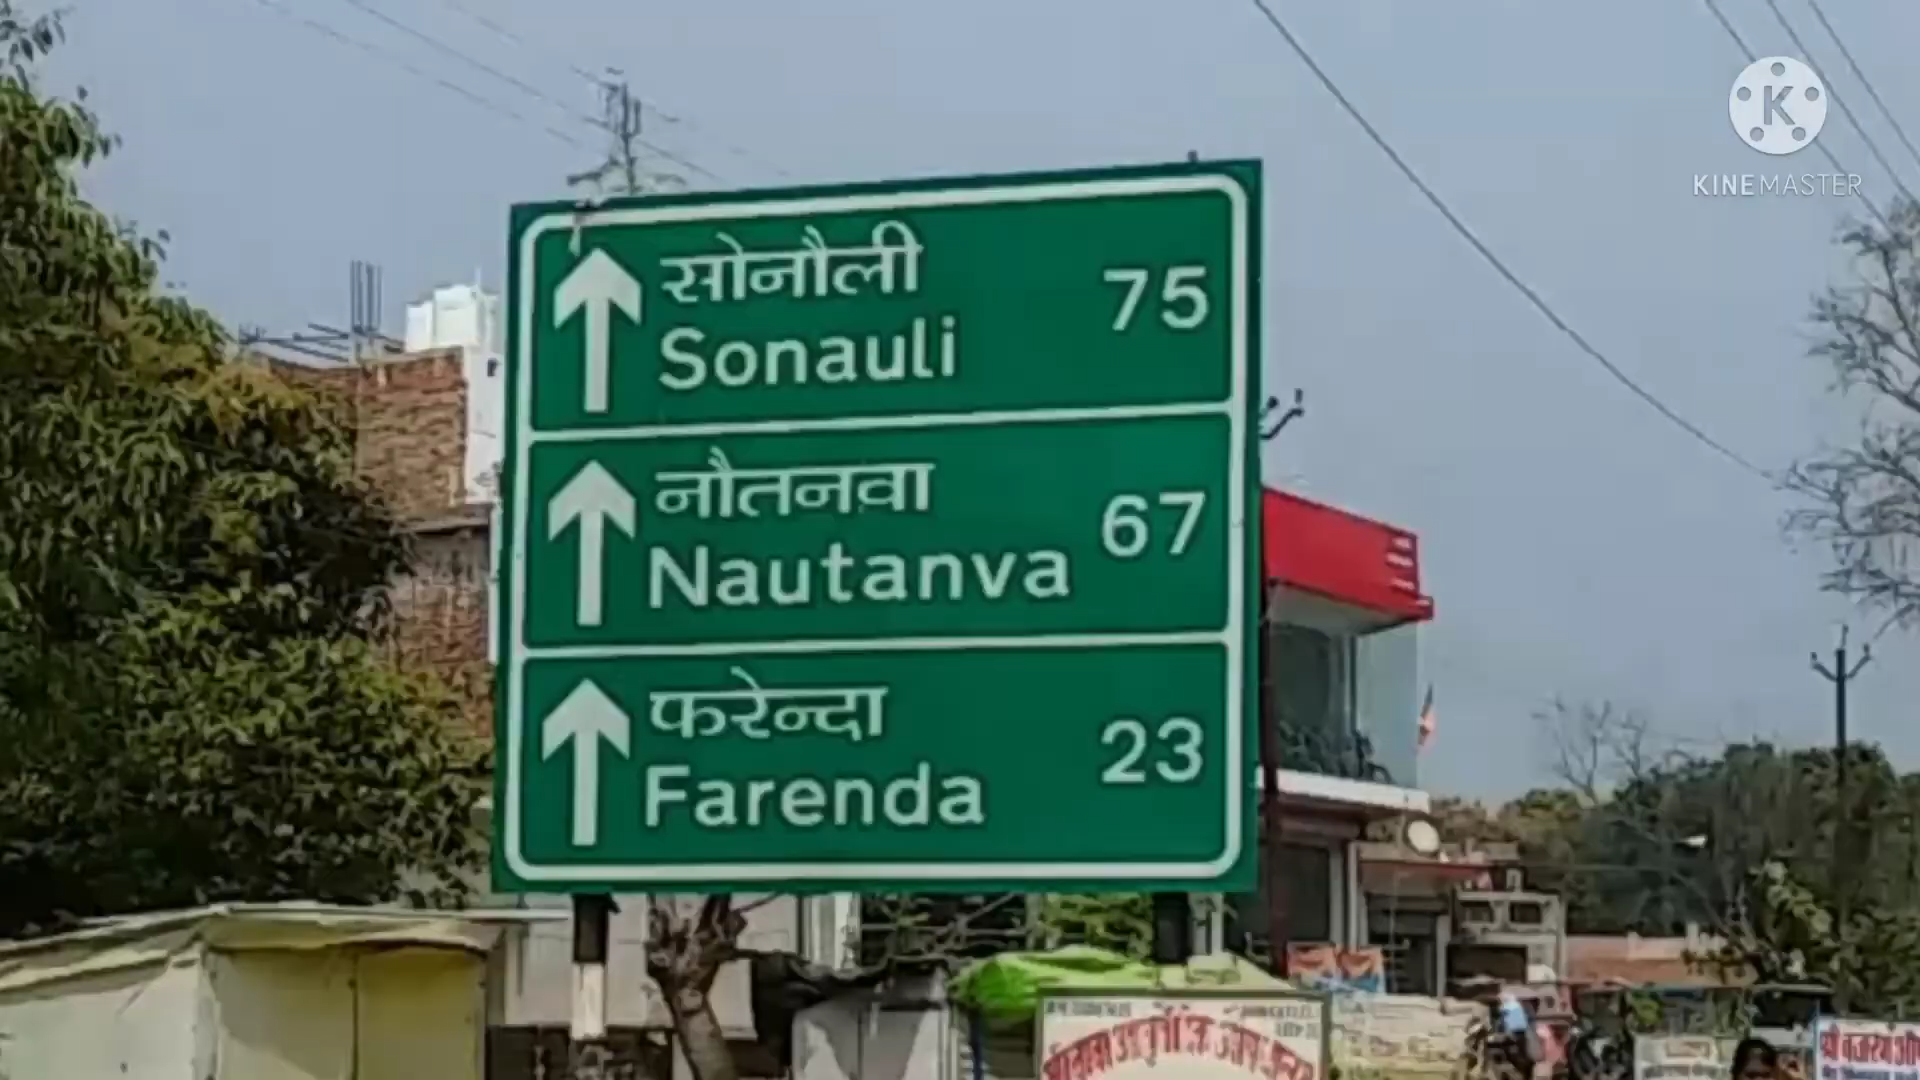 सोनौली
Sonauli
75
नौतनवा
Nautanva
67
फरेन्दा
Farenda
23
K
KINEMASTER